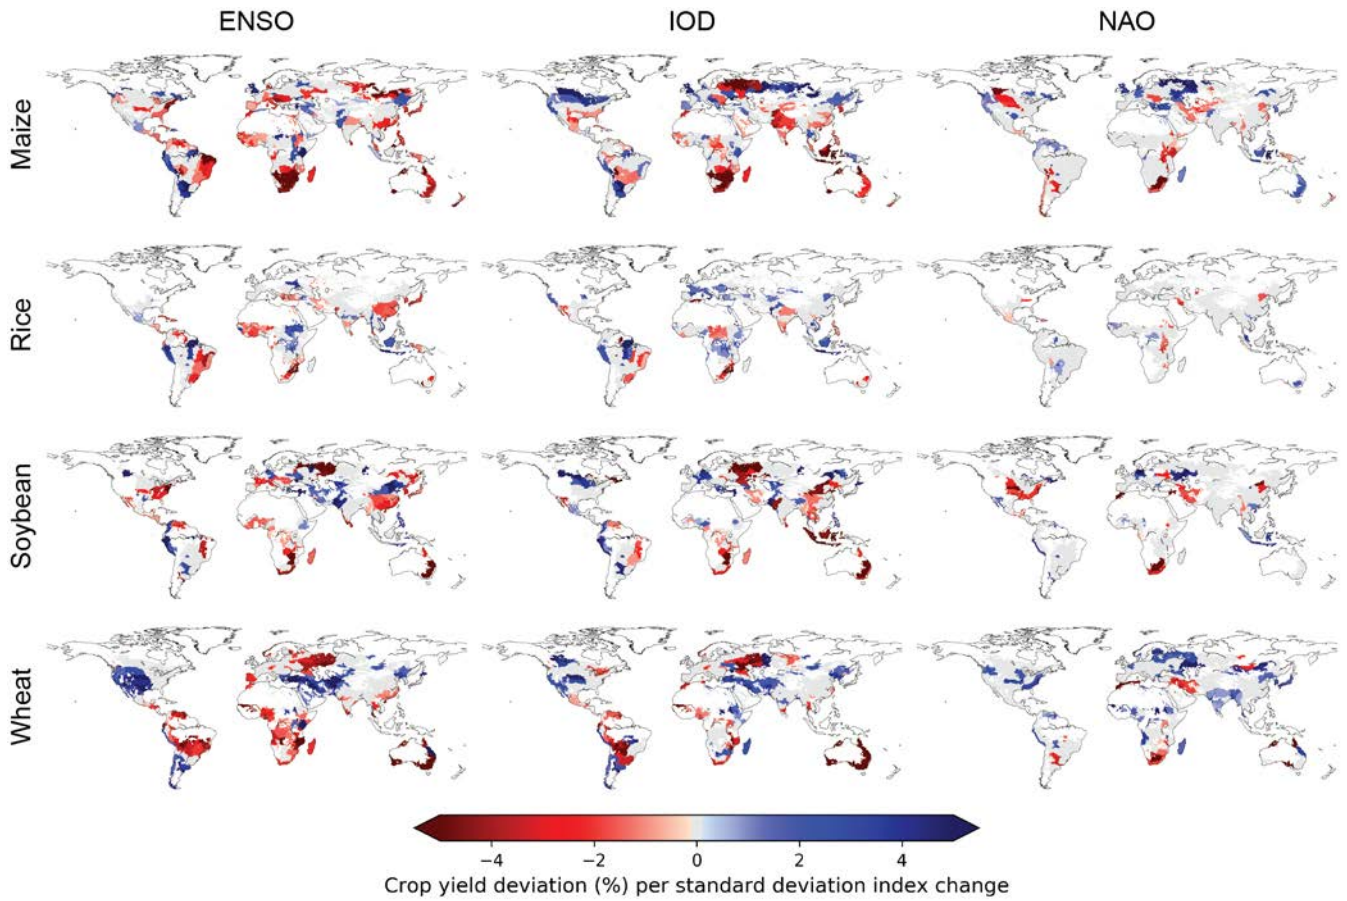 ENSO IOD NAO
Maize
Rice
Soybean
Wheat
−4 −2 0 2 4
Crop yield deviation (%) per standard deviation index change